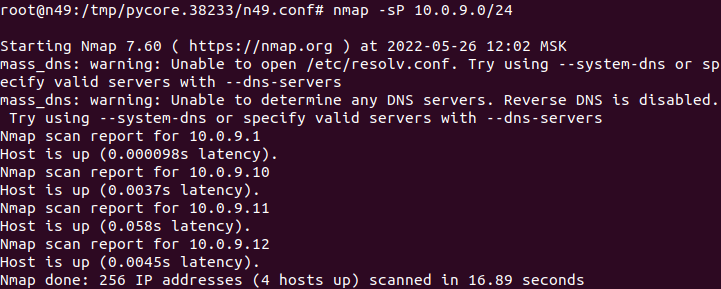 root@n49:/tmp/pycore.38233/n49.conf# nmap -sP 10.0.9.0/24

Starting Nmap 7.60 ( https://nmap.org ) at 2022-05-26 12:02 MSK
mass_dns: warning: Unable to open /etc/resolv.conf. Try using --system-dns or sp
ecify valid servers with --dns-servers
mass_dns: warning: Unable to determine any DNS servers. Reverse DNS is disabled.
 Try using --system-dns or specify valid servers with --dns-servers
Nmap scan report for 10.0.9.1
Host is up (0.000098s latency).
Nmap scan report for 10.0.9.10
Host is up (0.0037s latency).
Nmap scan report for 10.0.9.11
Host is up (0.058s latency).
Nmap scan report for 10.0.9.12
Host is up (0.0045s latency).
Nmap done: 256 IP addresses (4 hosts up) scanned in 16.89 seconds